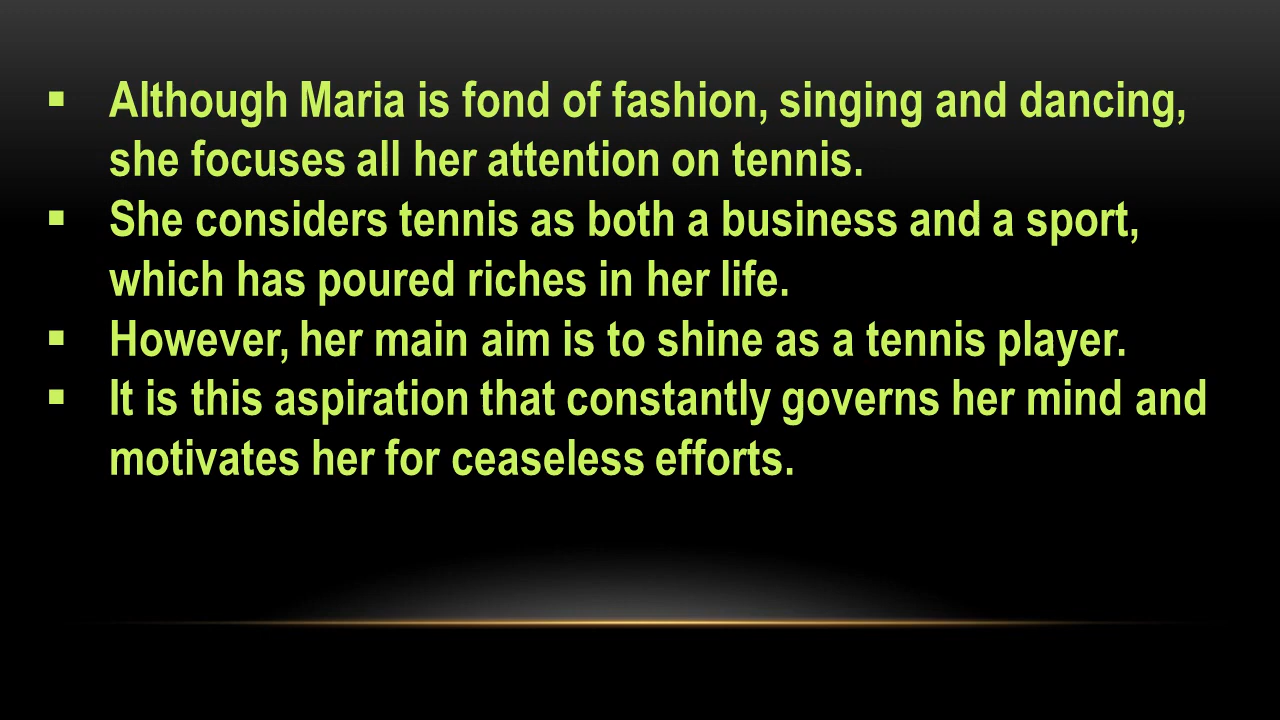 ▪ Although Maria is fond of fashion, singing and dancing,
she focuses all her attention on tennis.
▪ She considers tennis as both a business and a sport,
which has poured riches in her life.
▪ However, her main aim is to shine as a tennis player.
▪ It is this aspiration that constantly governs her mind and
motivates her for ceaseless efforts.